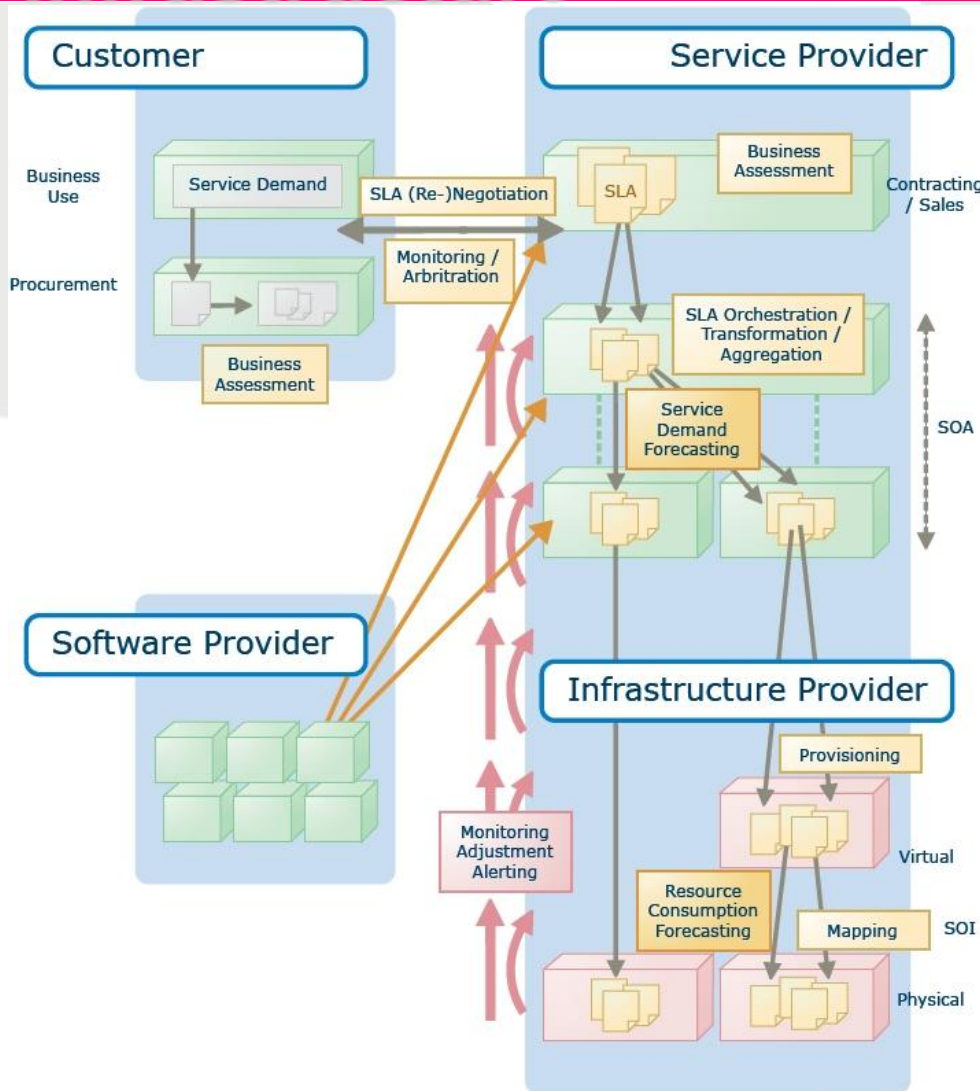 Customer
Service Provider
Business
Use
Service Demand
SLA (Re-)Negotiation
SLA
Business
Assessment
Contracting
/ Sales
Procurement
Monitoring /
Arbritration
Business
Assessment
SLA Orchestration /
Transformation /
Aggregation
Service
Demand
Forecasting
SOA
Software Provider
Infrastructure Provider
Provisioning
Monitoring
Adjustment
Alerting
Virtual
Resource
Consumption
Forecasting
Mapping
SOI
Physical